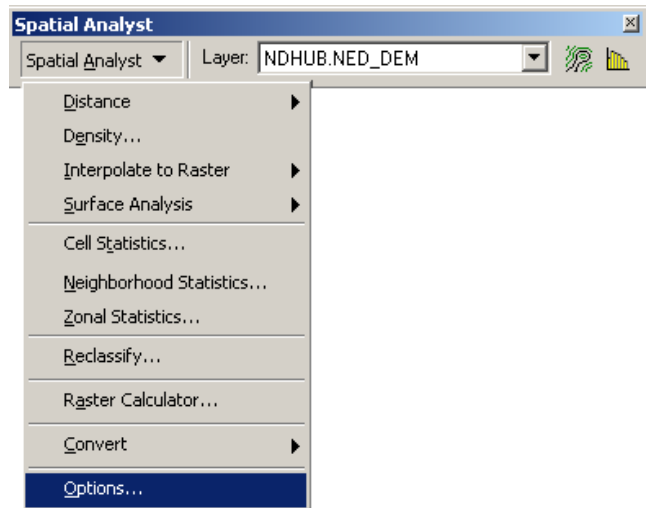 Spatial Analyst
Spatial Analyst Layer: NDHUB.NED_DEM
Distance
Density...
Interpolate to Raster
Surface Analysis
Cell Statistics...
Neighborhood Statistics...
Zonal Statistics...
Reclassify...
Raster Calculator...
Convert
Options...